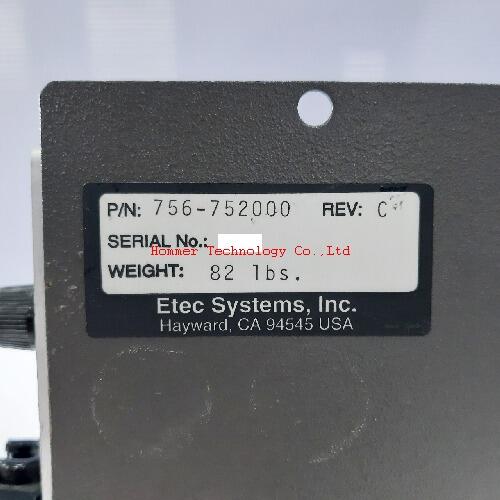 P/N: 756-752000 REV: C
SERIAL No.:
Hommer Technology Co.,Ltd
WEIGHT: 82 lbs.
Etec Systems, Inc.
Hayward, CA 94545 USA